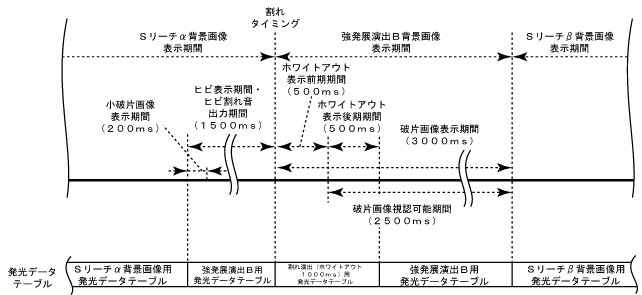 割れ
タイミング
Ｓリーチα背景画像
表示期間
強発展演出Ｂ背景画像
表示期間
Ｓリーチβ背景画像
表示期間
ホワイトアウト
表示前期期間
（５００ｍｓ）
ヒビ表示期間・
ヒビ割れ音
出力期間
（１５００ｍｓ）
小破片画像
表示期間
（２００ｍｓ）
ホワイトアウト
表示後期期間
（５００ｍｓ）
破片画像表示期間
（３０００ｍｓ）
破片画像視認可能期間
（２５００ｍｓ）
発光データ
テーブル
Ｓリーチα背景画像用
発光データテーブル
強発展演出Ｂ用
発光データテーブル
割れ演出（ホワイトアウト
１０００ｍｓ）用
発光データテーブル
強発展演出Ｂ用
発光データテーブル
Ｓリーチβ背景画像用
発光データテーブル